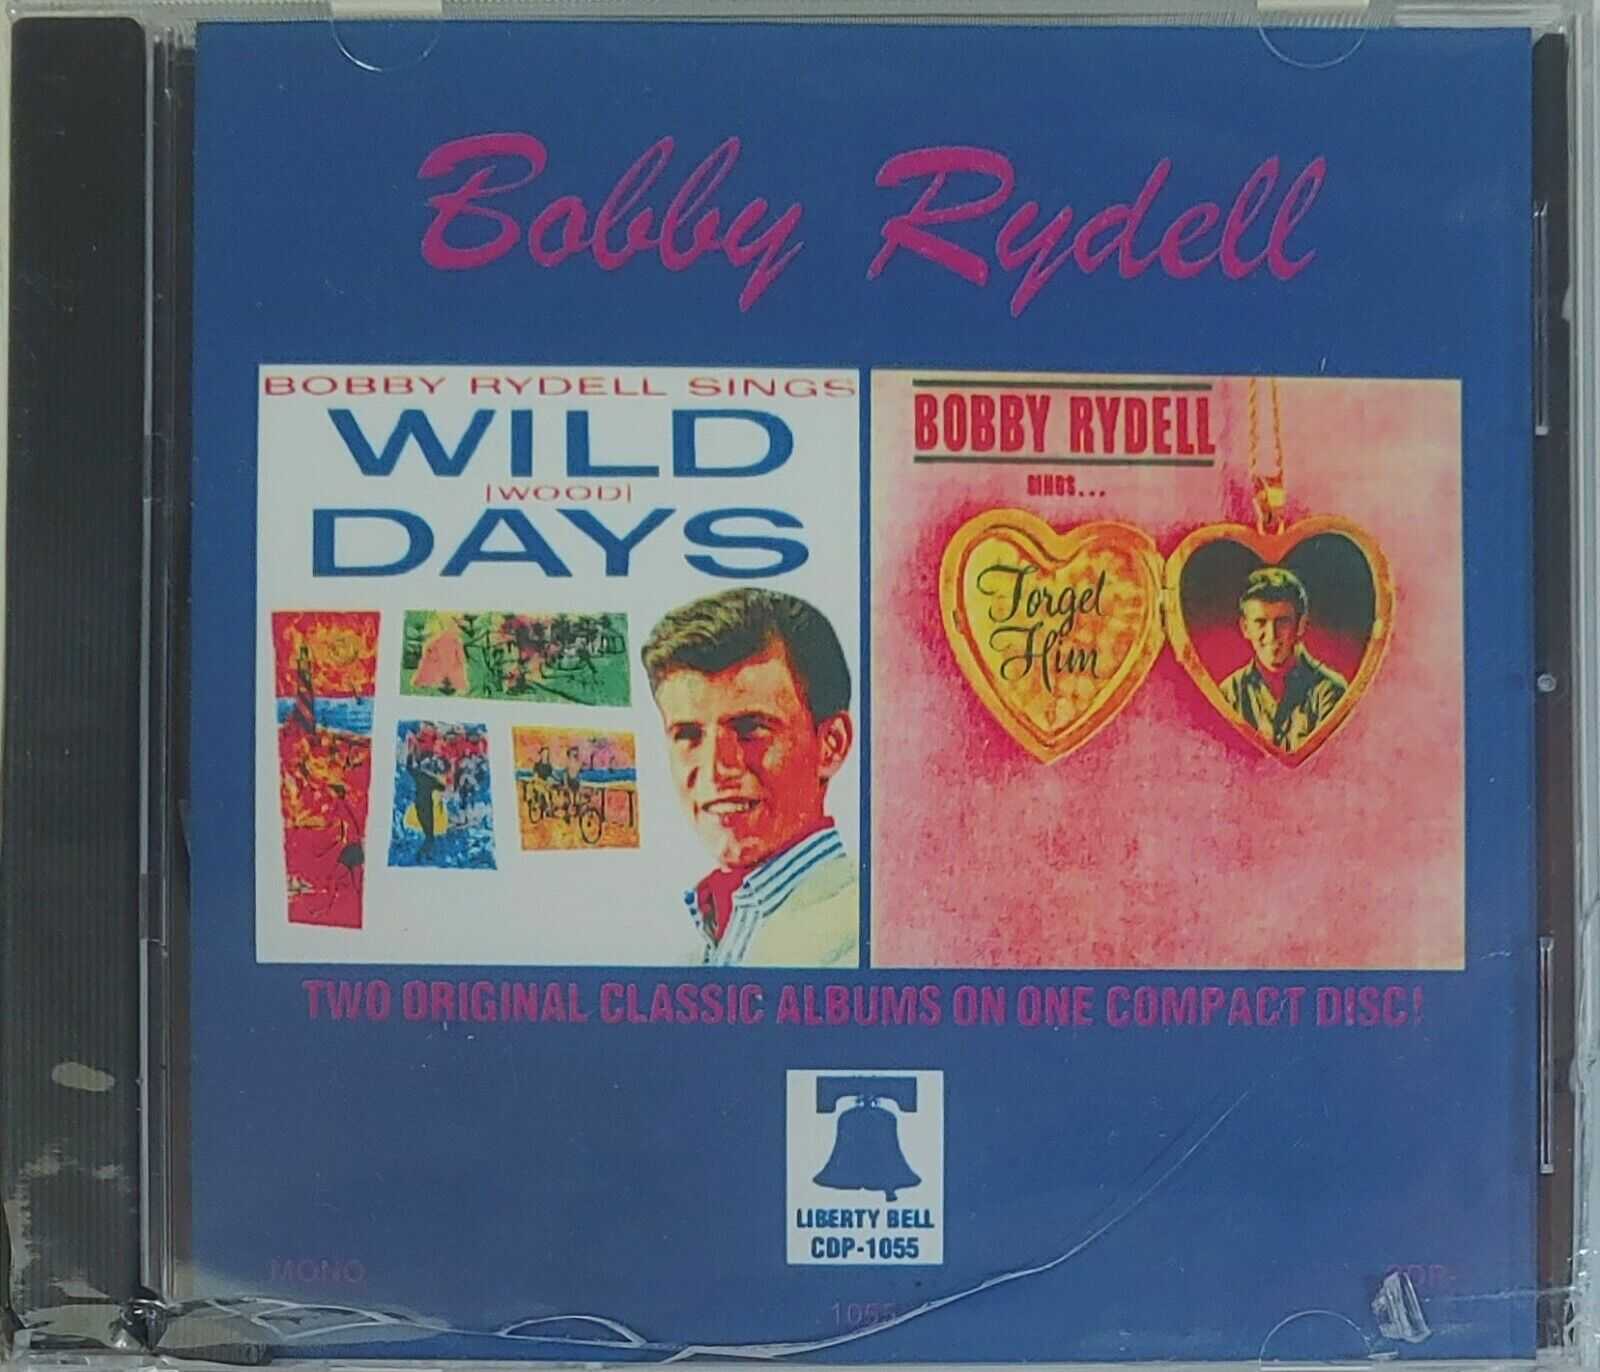 Bobby Rydell
BOBBY RYDELL SINGS
WILD
(WOOD)
DAYS
BOBBY RYDELL
SINGS...
Forget
Him
TWO ORIGINAL CLASSIC ALBUMS ON ONE COMPACT DISC!
LIBERTY BELL
CDP-1055
MONO
1055